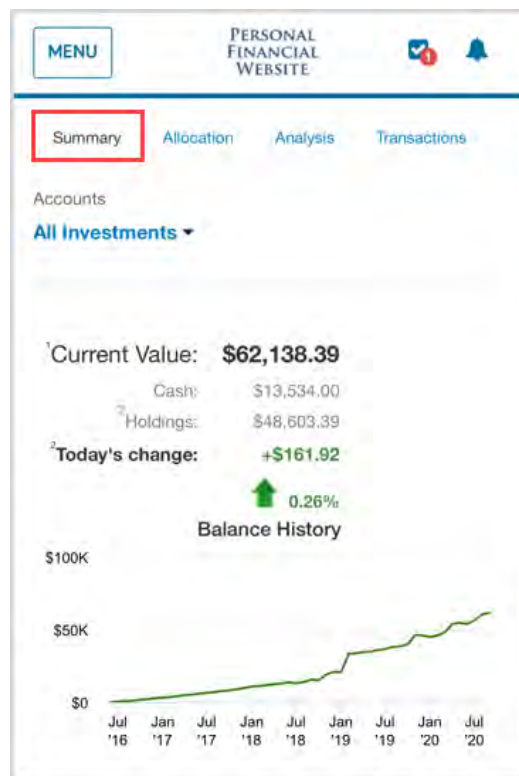 MENU
PERSONAL
FINANCIAL
WEBSITE
1
Summary Allocation Analysis Transactions
Accounts
All Investments
1Current Value: $62,138.39
Cash: $13,534.00
2Holdings: $48,603.39
2Today's change: +$161.92
0.26%
Balance History
$100K
$50K
$0
Jul Jan Jul Jan Jul Jan Jul Jan Jul
'16 '17 '17 '18 '18 '19 '19 '20 '20